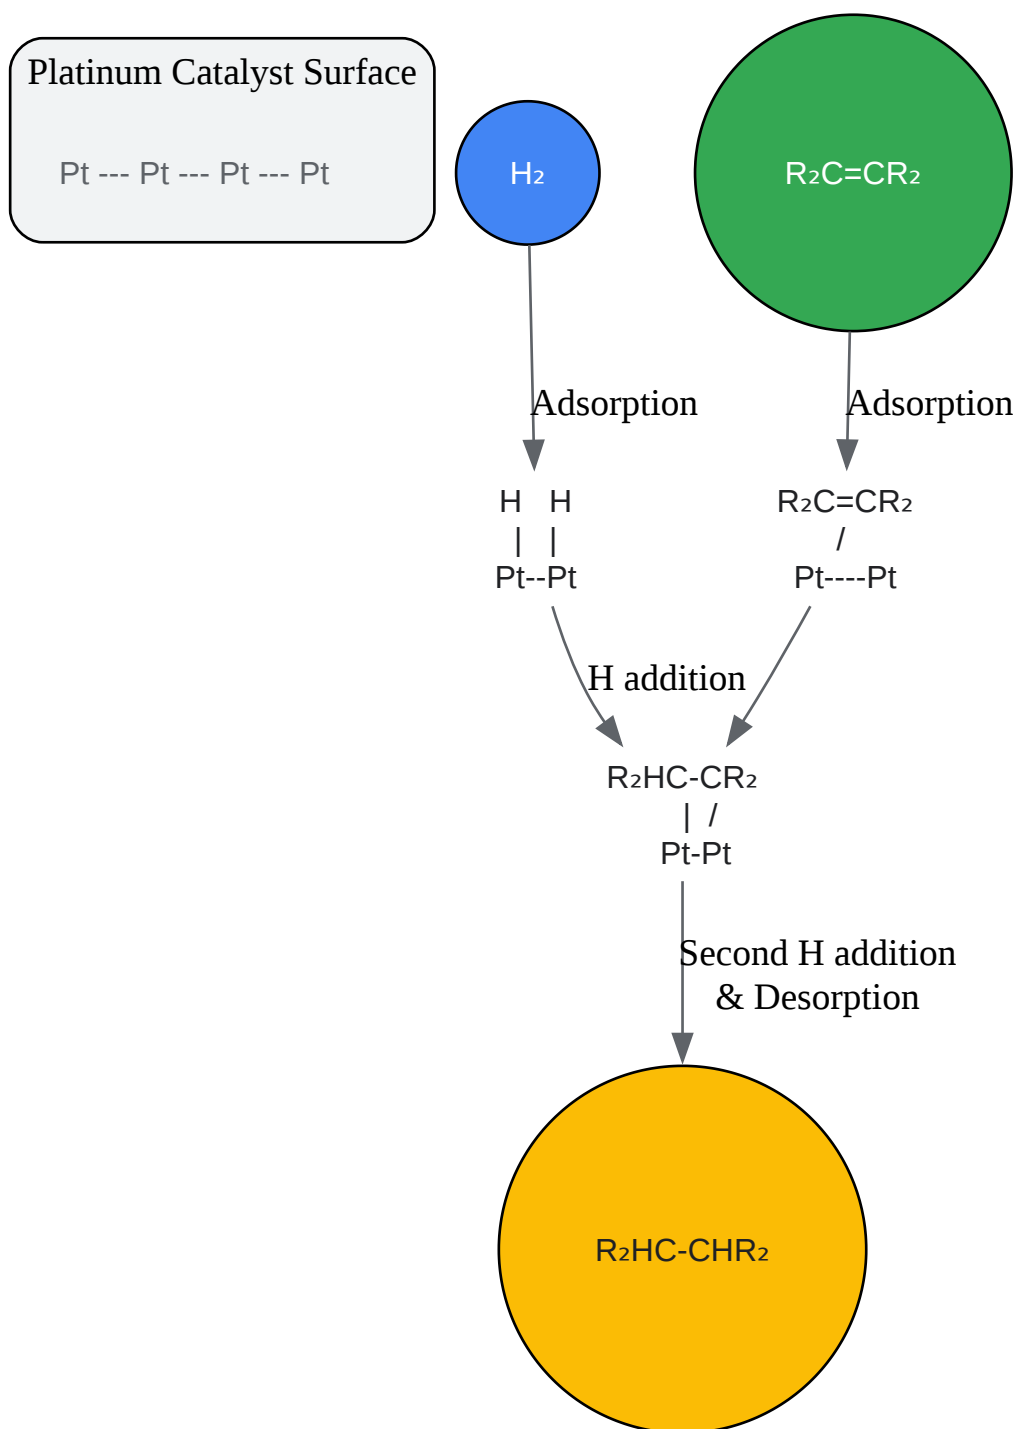 Platinum Catalyst Surface
Pt --- Pt --- Pt --- Pt
H₂
R₂C=CR₂
Adsorption
Adsorption
H   H
|   |
Pt--Pt
R₂C=CR₂
/
Pt----Pt
H addition
R₂HC-CR₂
|  /
Pt-Pt
Second H addition
& Desorption
R₂HC-CHR₂